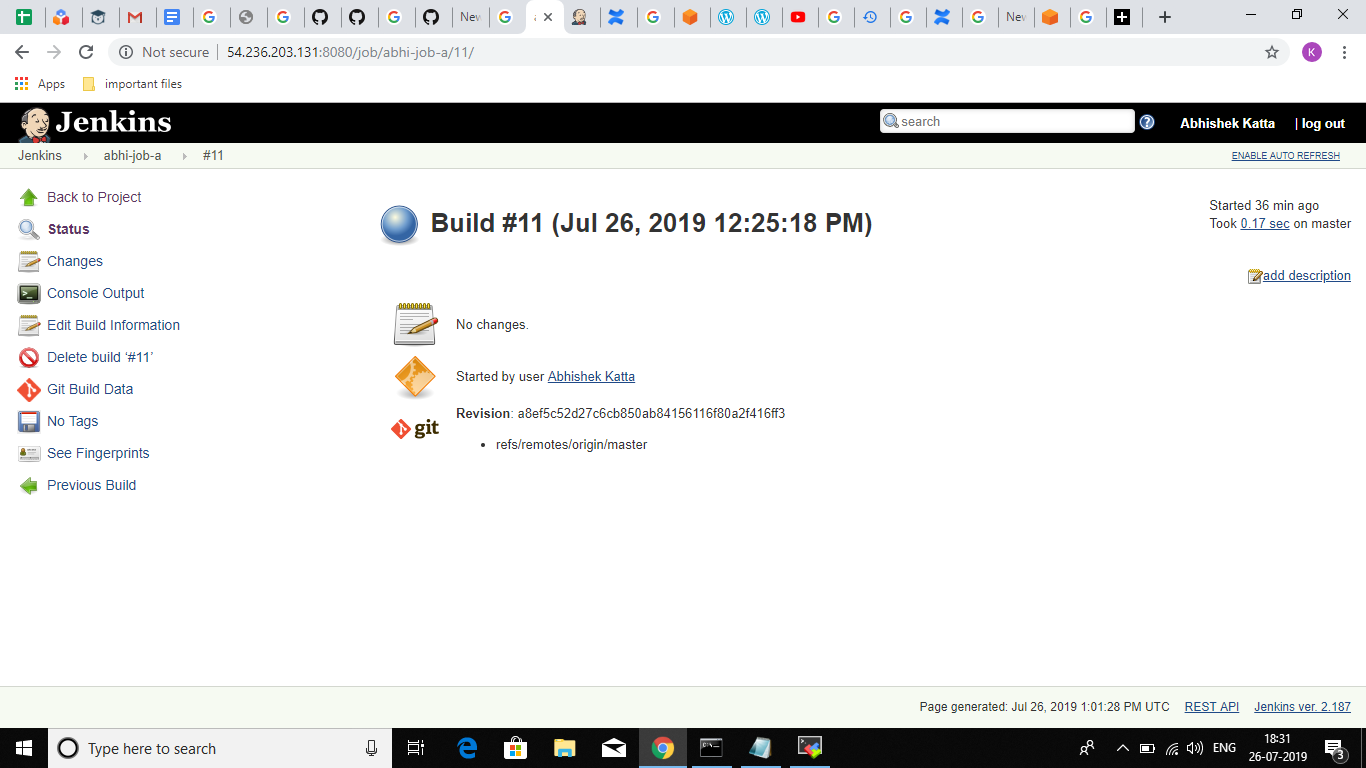 New
a
New
Not secure | 54.236.203.131:8080/job/abhi-job-a/11/
K
Apps important files
Jenkins
search
Abhishek Katta | log out
Jenkins abhi-job-a #11
ENABLE AUTO REFRESH
Back to Project
Status
Changes
Console Output
Edit Build Information
Delete build ‘#11’
Git Build Data
No Tags
See Fingerprints
Previous Build
Build #11 (Jul 26, 2019 12:25:18 PM)
Started 36 min ago
Took 0.17 sec on master
add description
No changes.
Started by user Abhishek Katta
git
Revision: a8ef5c52d27c6cb850ab84156116f80a2f416ff3
refs/remotes/origin/master
Page generated: Jul 26, 2019 1:01:28 PM UTC REST API Jenkins ver. 2.187
Type here to search
ENG
18:31
26-07-2019
3